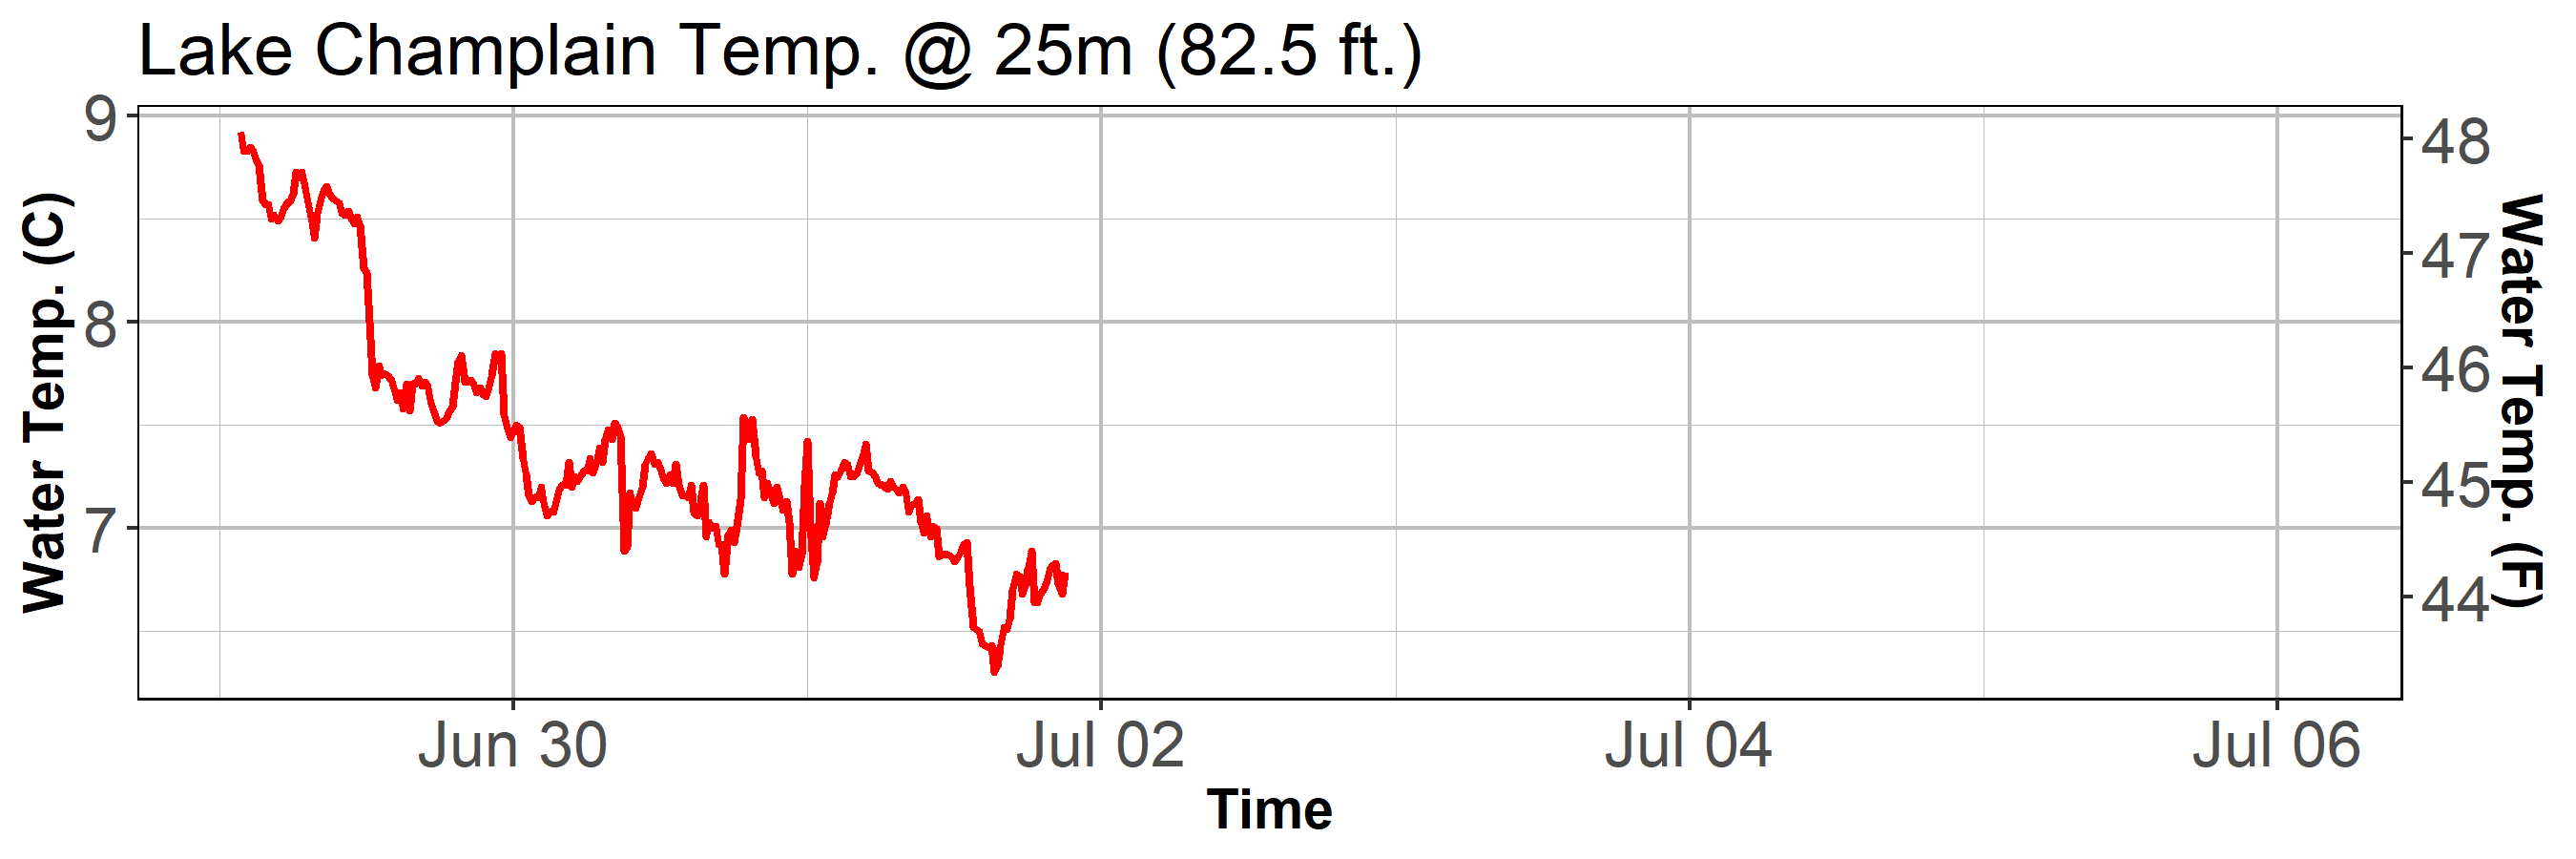 Lake Champlain Temp. @ 25m (82.5 ft.)
9
8
7
Water Temp. (C)
48
47
46
45
44
Water Temp. (F)
Jun 30
Jul 02
Jul 04
Jul 06
Time